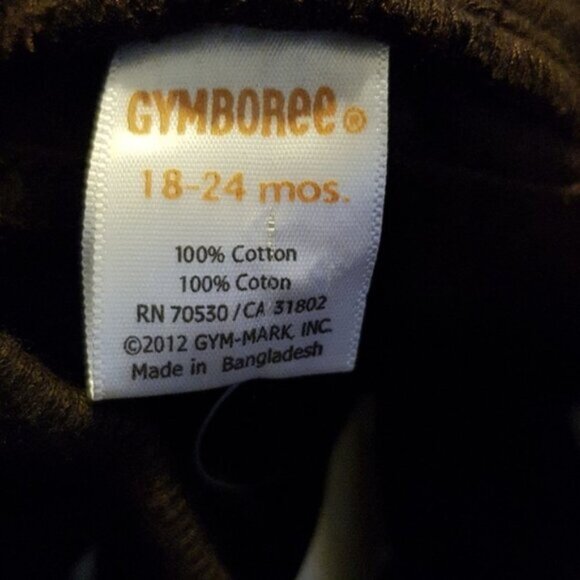 GYMBOREE®
18-24 mos.
100% Cotton
100% Coton
RN 70530 / CA 31802
©2012 GYM-MARK, INC.
Made in Bangladesh